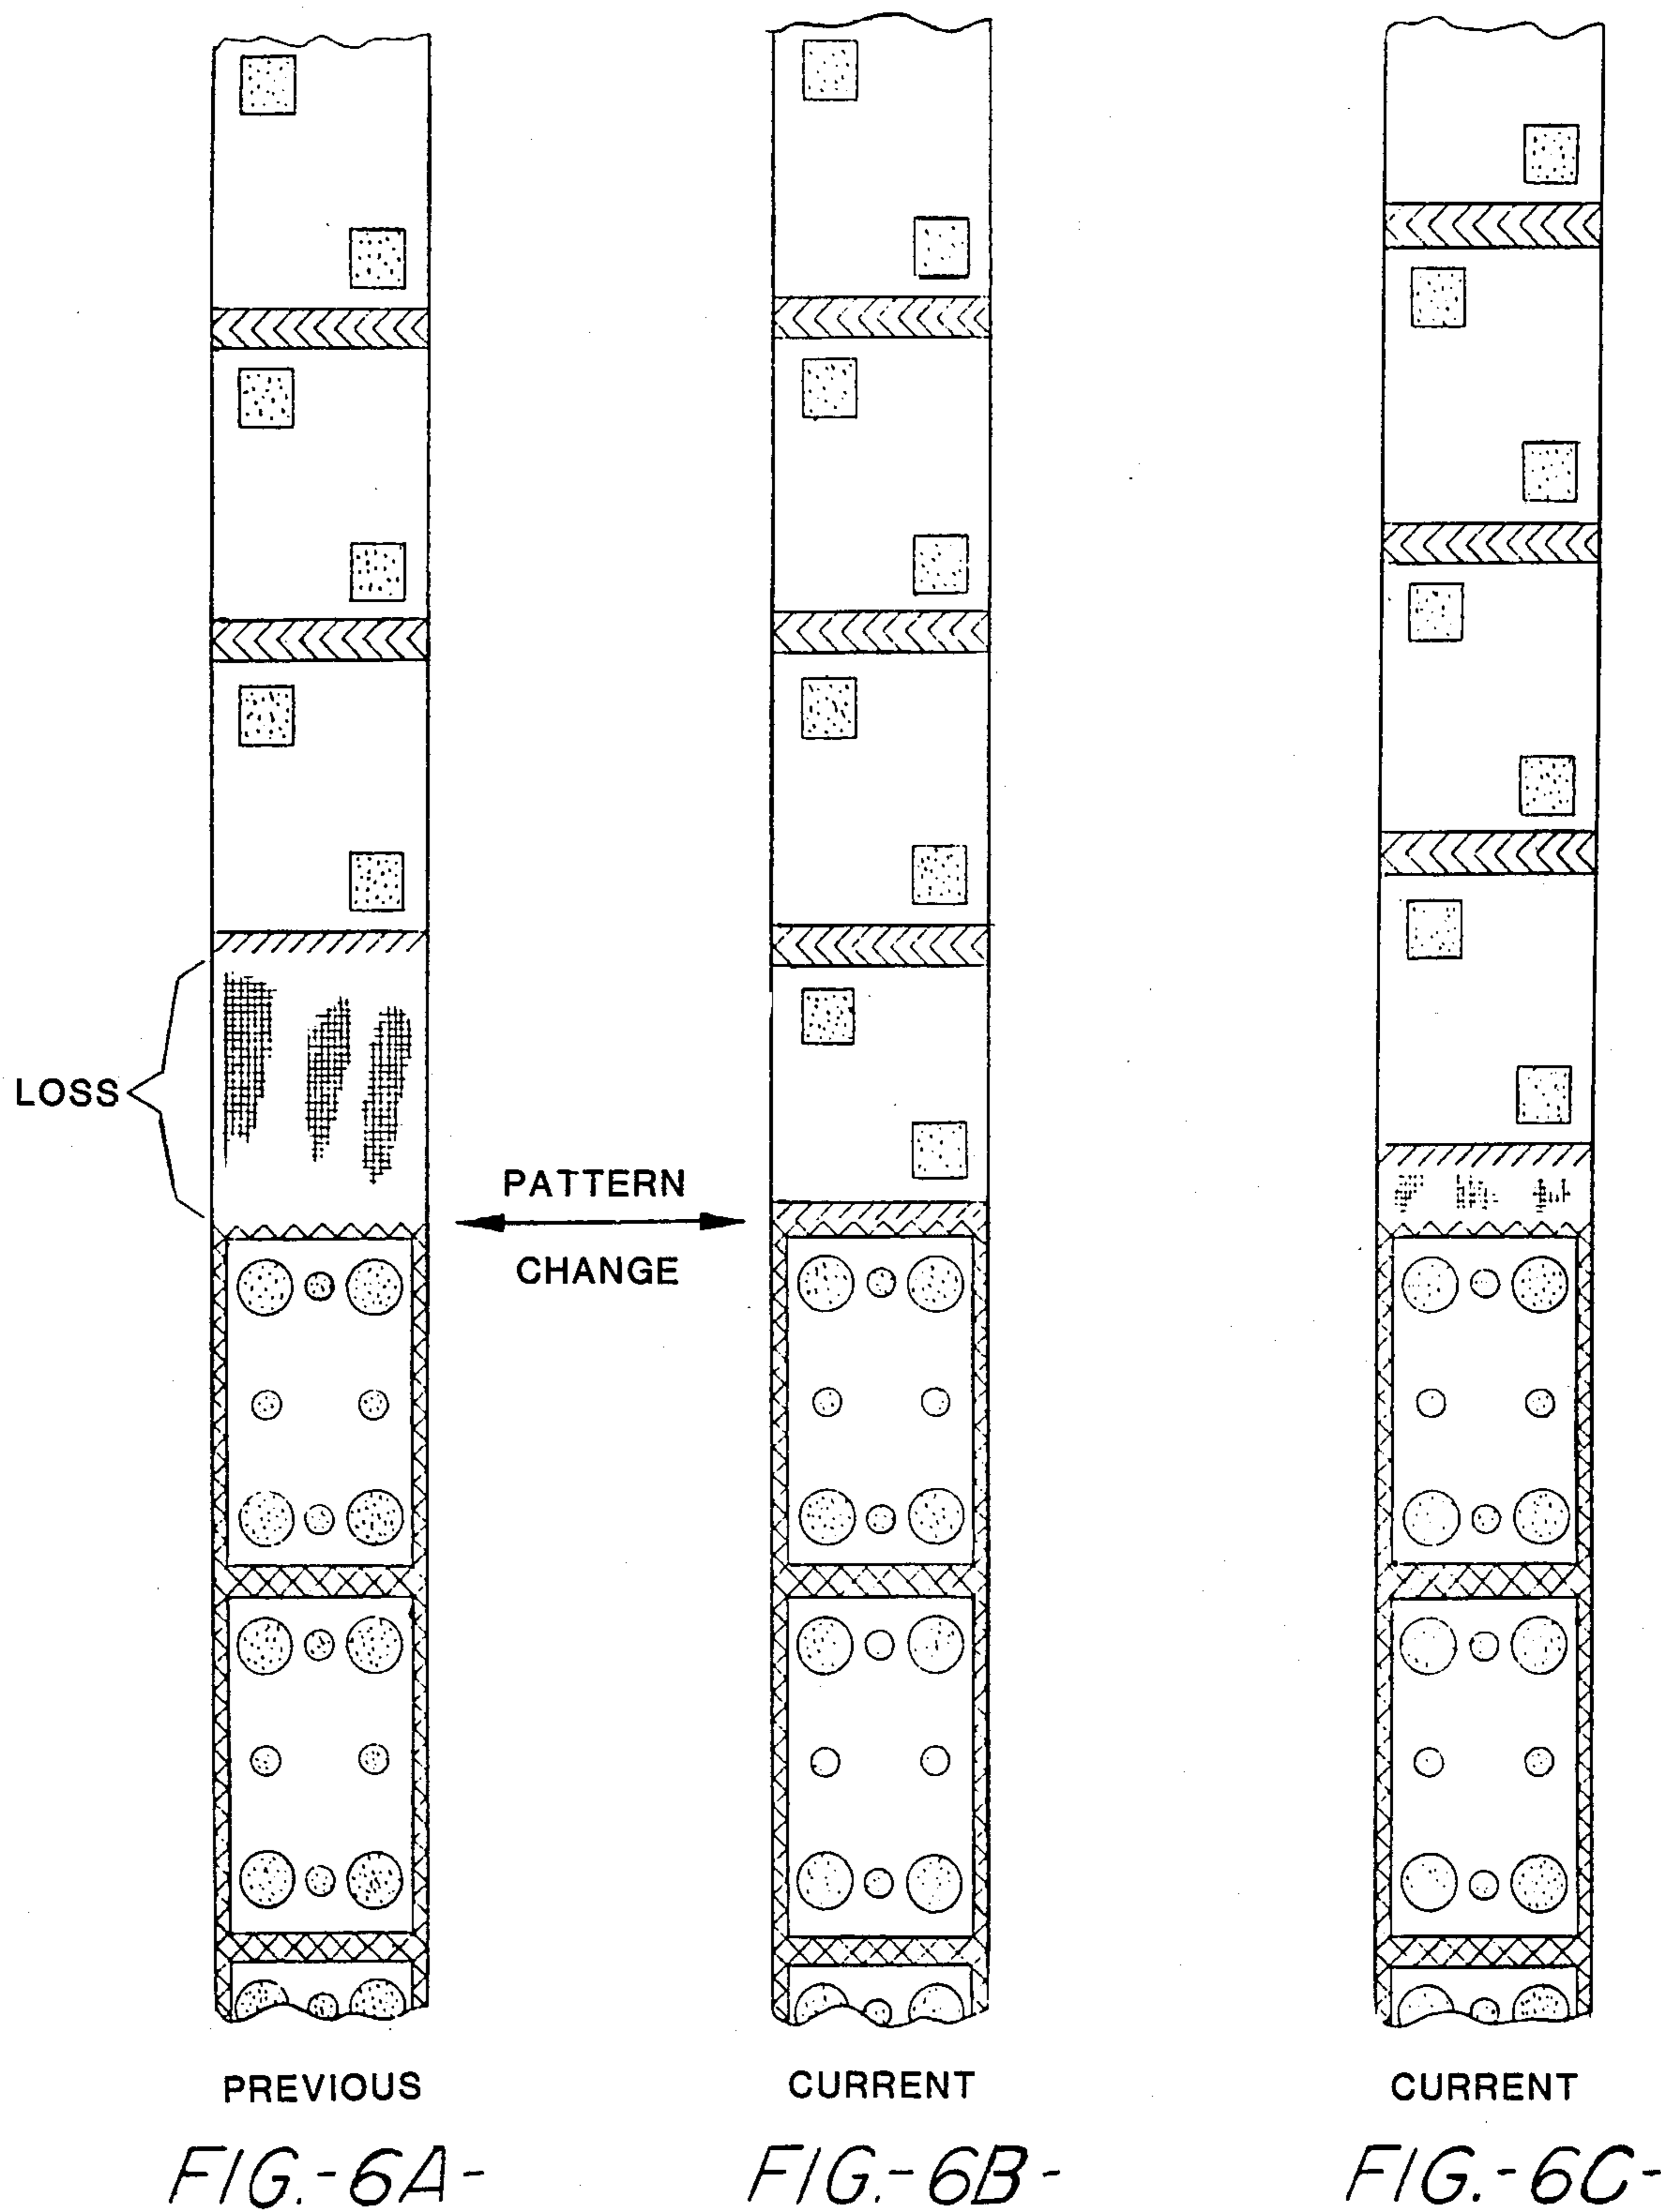 LOSS
PATTERN
CHANGE
PREVIOUS
CURRENT
CURRENT
FIG.-6A-
FIG.-6B-
FIG.-6C-